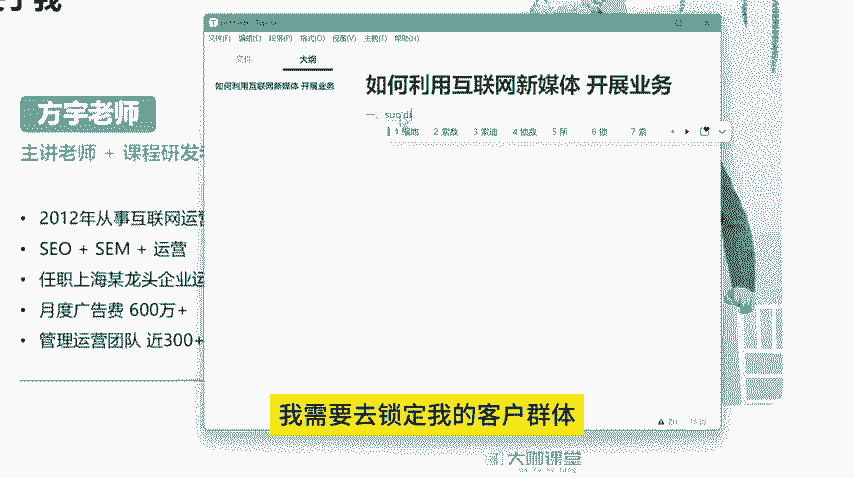 方宇老师
主讲老师 + 课程研发
2012年从事互联网运营
SEO + SEM + 运营
任职上海某龙头企业运
月度广告费 600万+
管理运营团队 近300+
文件(F) 编辑(E) 段落(P) 格式(O) 视图(V) 主题(T) 帮助(H)
文件 大纲
如何利用互联网新媒体 开展业务
如何利用互联网新媒体 开展业务
一、suo'di
1 缩地 2 索敌 3 索迪 4 锁敌 5 所 6 锁 7 索
我需要去锁定我的客户群体
大咖课堂